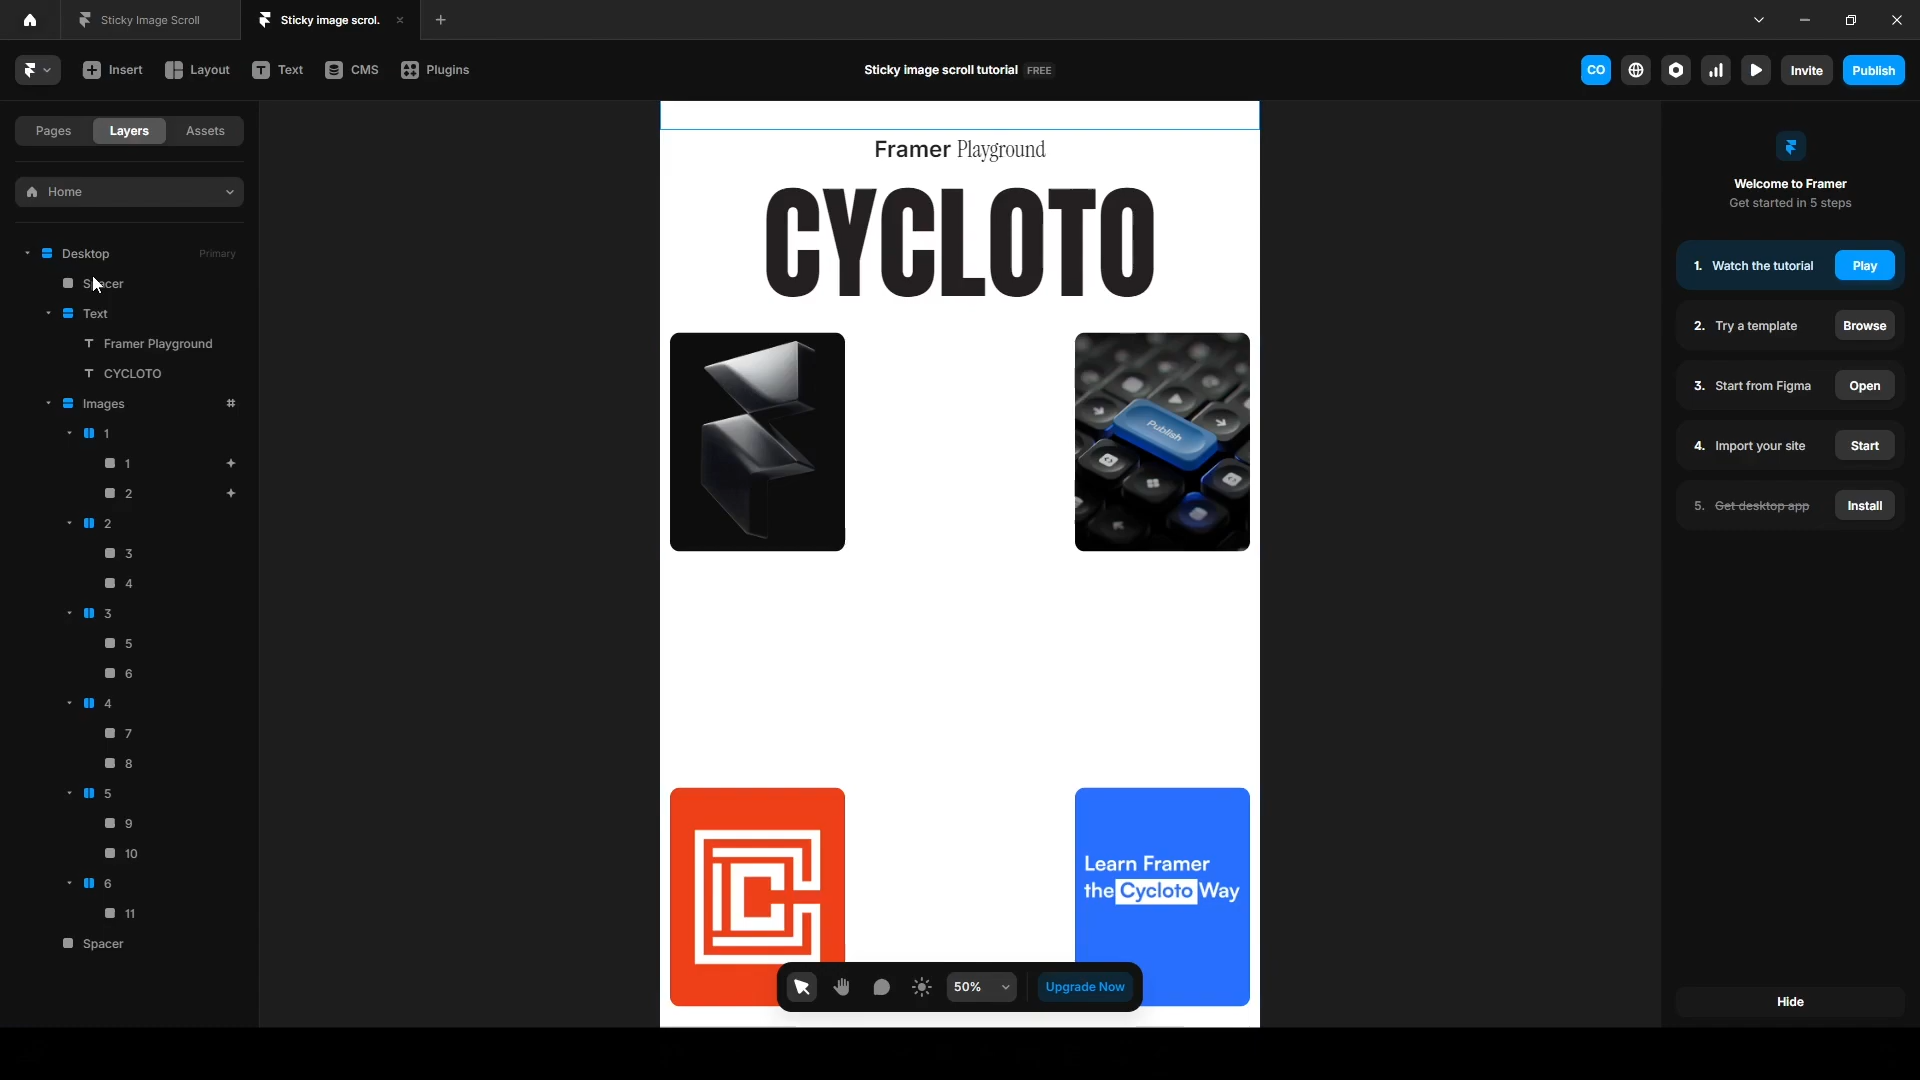 Sticky Image Scroll
Sticky image scrol.
Insert
Layout
Text
CMS
Plugins
Sticky image scroll tutorial FREE
CO
Invite
Publish
Pages
Layers
Assets
Home
Desktop
Primary
Spacer
Text
Framer Playground
CYCLOTO
Images
1
1
2
2
3
4
3
5
6
4
7
8
5
9
10
6
11
Spacer
Framer Playground
CYCLOTO
Publish
Learn Framer
the Cycloto Way
50%
Upgrade Now
Welcome to Framer
Get started in 5 steps
1. Watch the tutorial
Play
2. Try a template
Browse
3. Start from Figma
Open
4. Import your site
Start
5. Get desktop app
Install
Hide